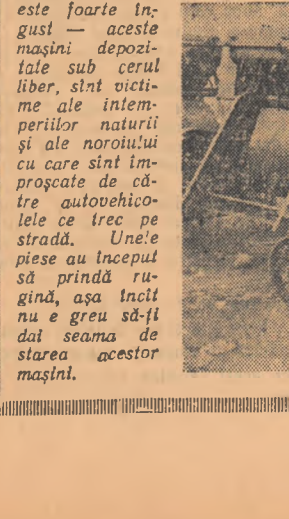 este foarte în-
gust — aceste
mașini depozi-
tate sub cerul
liber, sînt victi-
me ale intem-
periilor naturii
și ale noroiului
cu care sînt îm-
proșcate de că-
tre autovehico-
lele ce trec pe
stradă. Unele
piese au început
să prindă ru-
gină, așa încît
nu e greu să-ți
dai seama de
starea acestor
mașini.